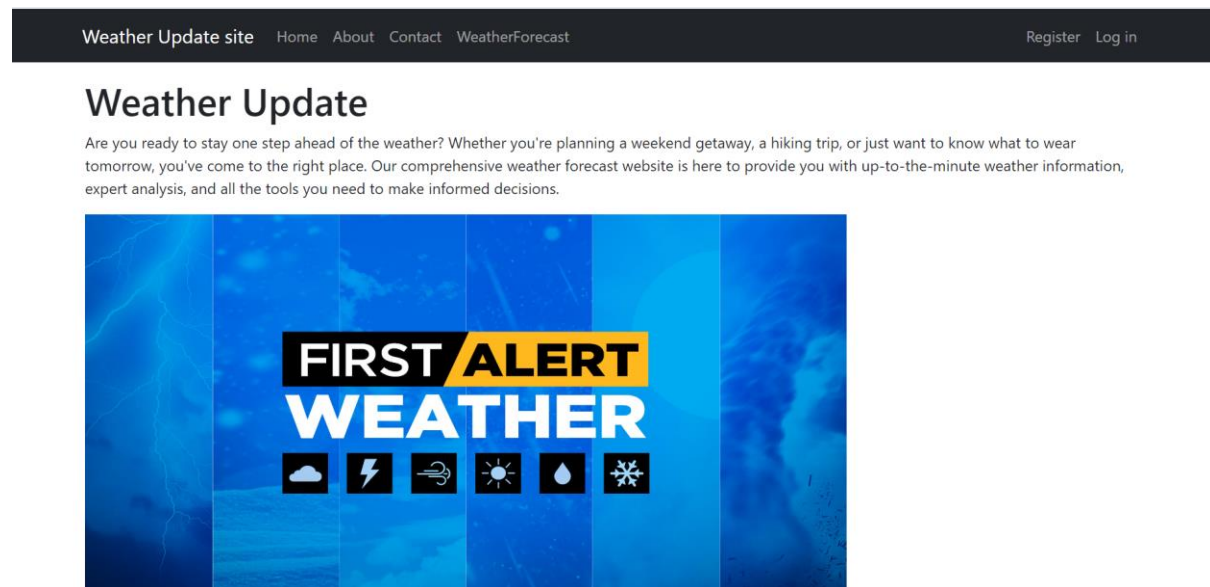 Weather Update site Home About Contact WeatherForecast Register Log in
Weather Update
Are you ready to stay one step ahead of the weather? Whether you're planning a weekend getaway, a hiking trip, or just want to know what to wear
tomorrow, you've come to the right place. Our comprehensive weather forecast website is here to provide you with up-to-the-minute weather information,
expert analysis, and all the tools you need to make informed decisions.
FIRST ALERT
WEATHER